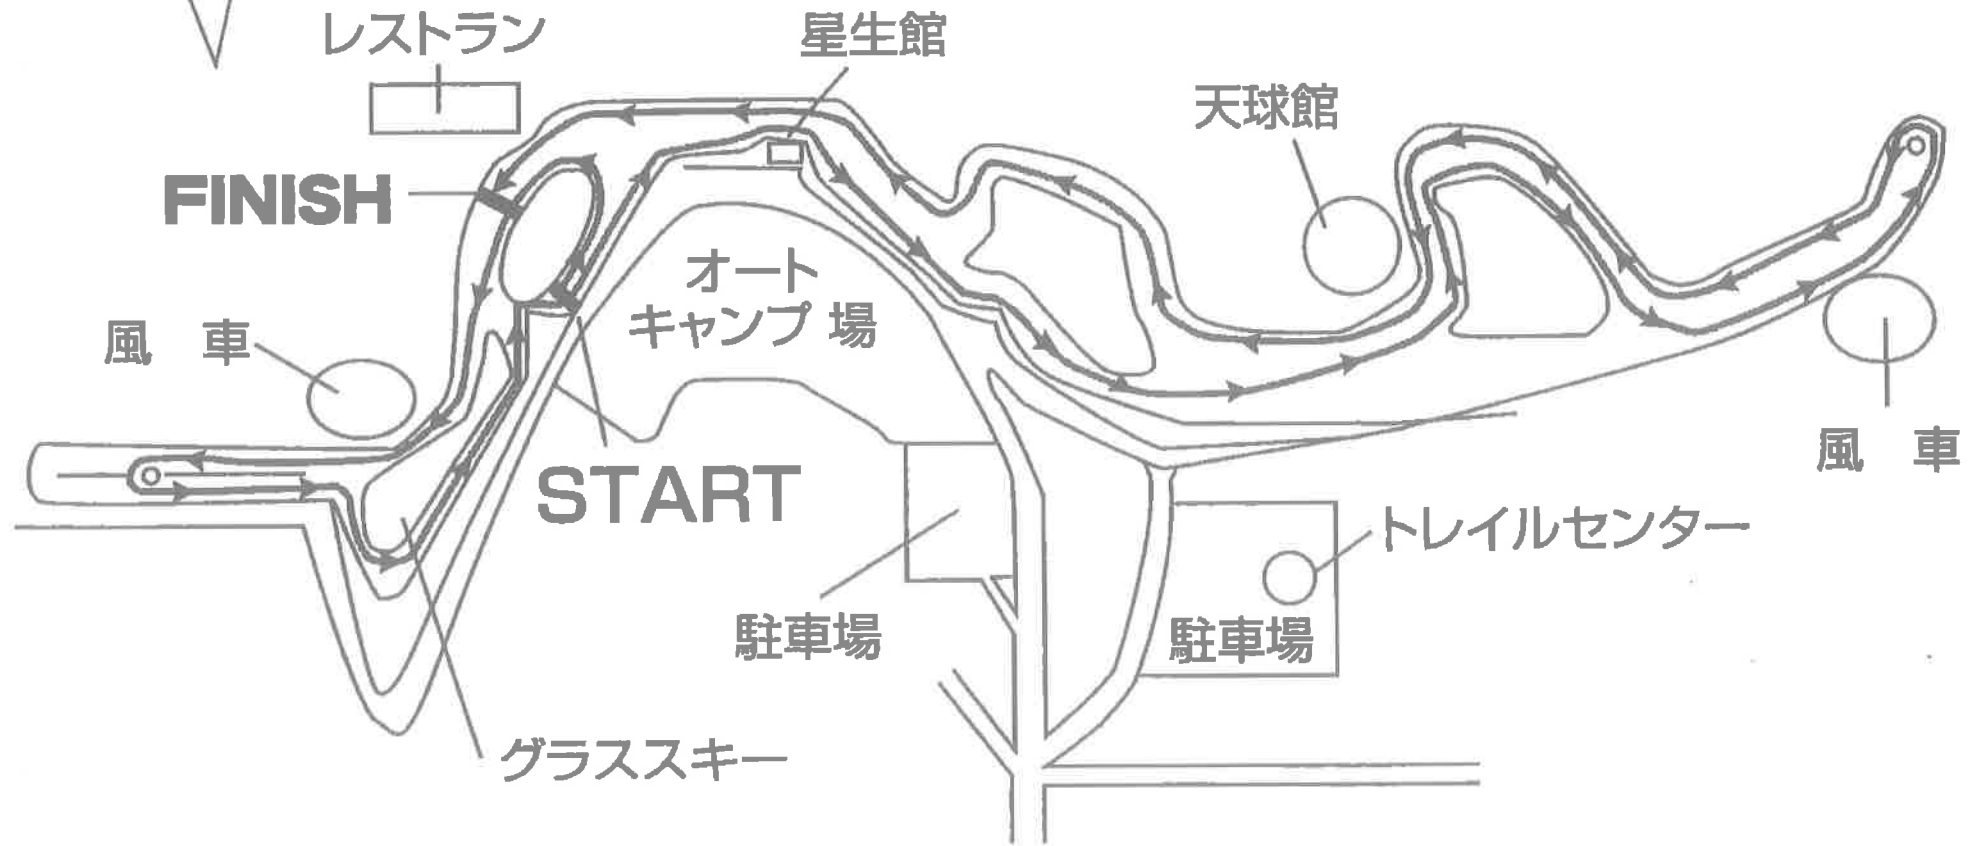 レストラン
星生館
天球館
FINISH
オート
キャンプ場
風 車
風 車
START
トレイルセンター
駐車場
駐車場
グラススキー